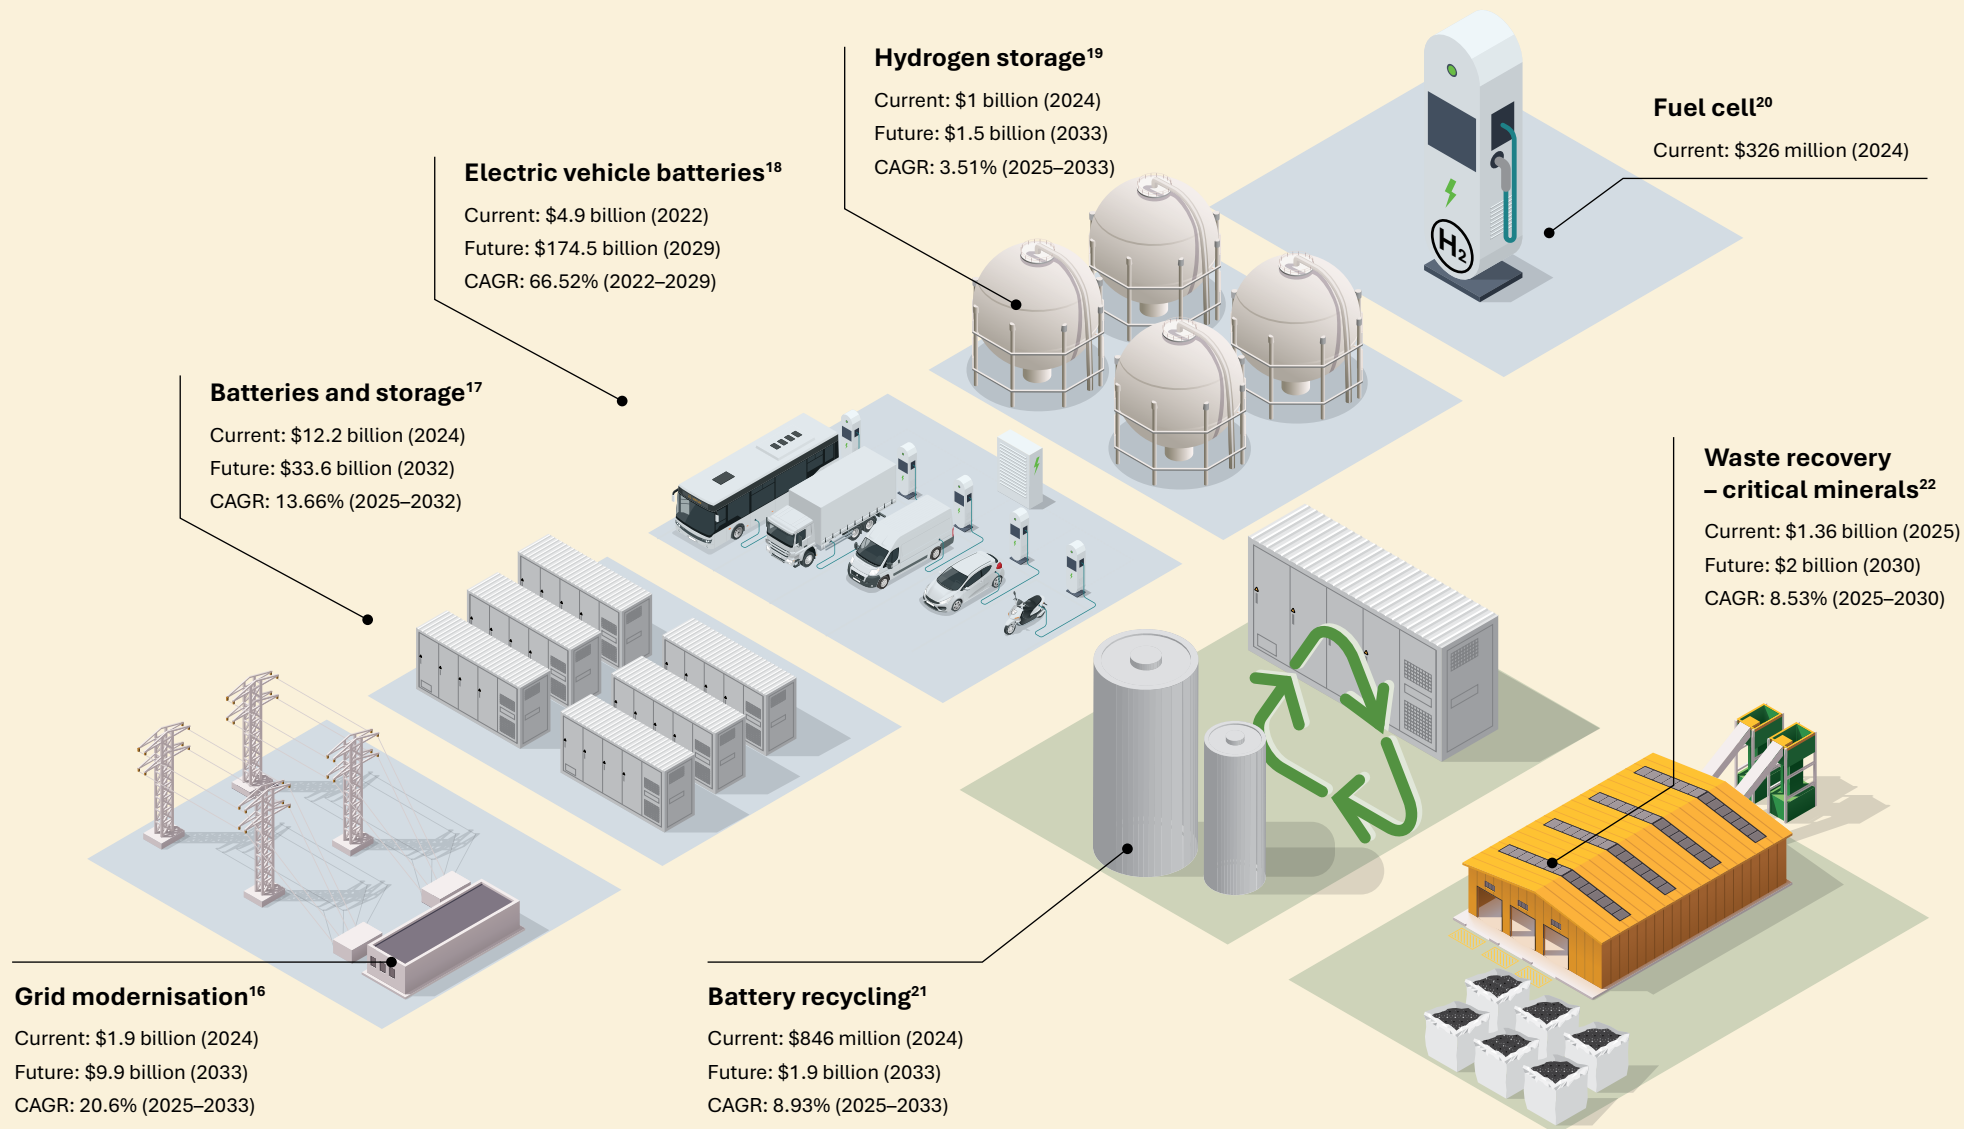 Hydrogen storage¹⁹
Current: $1 billion (2024)
Future: $1.5 billion (2033)
CAGR: 3.51% (2025–2033)
Fuel cell²⁰
Current: $326 million (2024)
Electric vehicle batteries¹⁸
Current: $4.9 billion (2022)
Future: $174.5 billion (2029)
CAGR: 66.52% (2022–2029)
H₂
Batteries and storage¹⁷
Current: $12.2 billion (2024)
Future: $33.6 billion (2032)
CAGR: 13.66% (2025–2032)
Waste recovery
– critical minerals²²
Current: $1.36 billion (2025)
Future: $2 billion (2030)
CAGR: 8.53% (2025–2030)
Grid modernisation¹⁶
Current: $1.9 billion (2024)
Future: $9.9 billion (2033)
CAGR: 20.6% (2025–2033)
Battery recycling²¹
Current: $846 million (2024)
Future: $1.9 billion (2033)
CAGR: 8.93% (2025–2033)